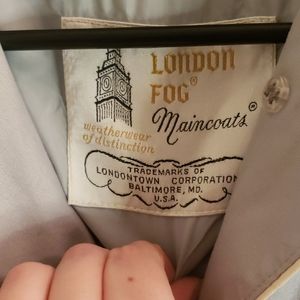 LONDON
FOG®
Maincoats®
weatherwear
of distinction
TRADEMARKS OF
LONDONTOWN CORPORATION
BALTIMORE, MD.
U.S.A.